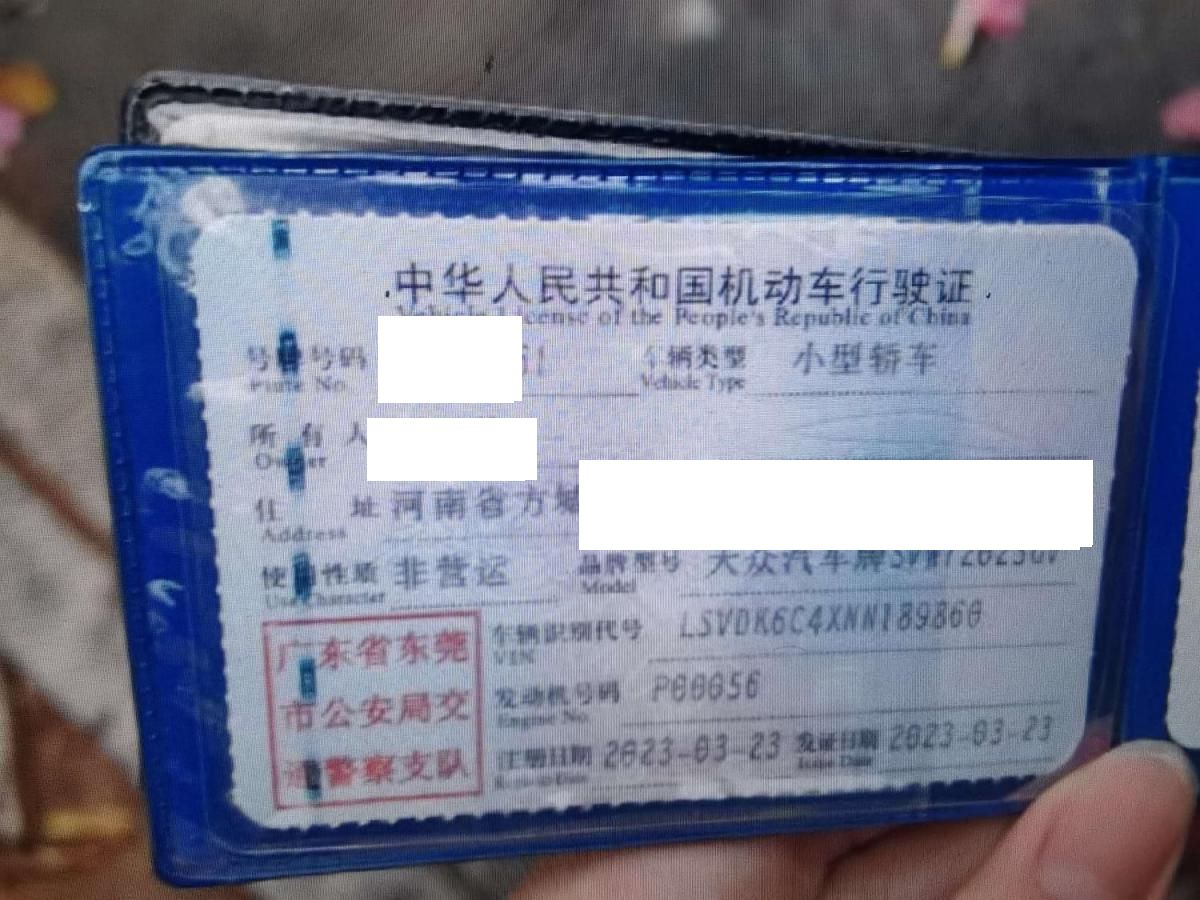 中华人民共和国机动车行驶证
Vehicle License of the People's Republic of China
号牌号码 车辆类型 小型轿车
Plate No. Vehicle Type
所有人
Owner
住址 河南省方城
Address
使用性质 非营运 品牌型号 大众汽车牌
Use Character Model
广东省东莞 车辆识别代号 LSVDK6C4XNN189860
VIN
市公安局交 发动机号码 P00056
Engine No.
通警察支队 注册日期 2023-03-23 发证日期 2023-03-23
Issue Date